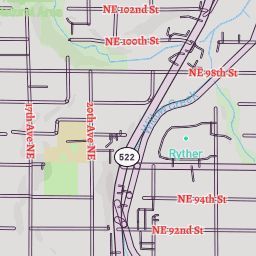 NE 102nd St
NE 100th St
NE 98th St
17th Ave NE
20th Ave NE
522
Ryther
NE 94th St
NE 92nd St